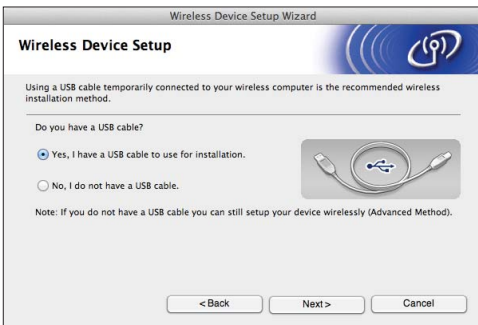 Wireless Device Setup Wizard
Wireless Device Setup
Using a USB cable temporarily connected to your wireless computer is the recommended wireless
installation method.
Do you have a USB cable?
Yes, I have a USB cable to use for installation.
No, I do not have a USB cable.
Note: If you do not have a USB cable you can still setup your device wirelessly (Advanced Method).
< Back
Next >
Cancel